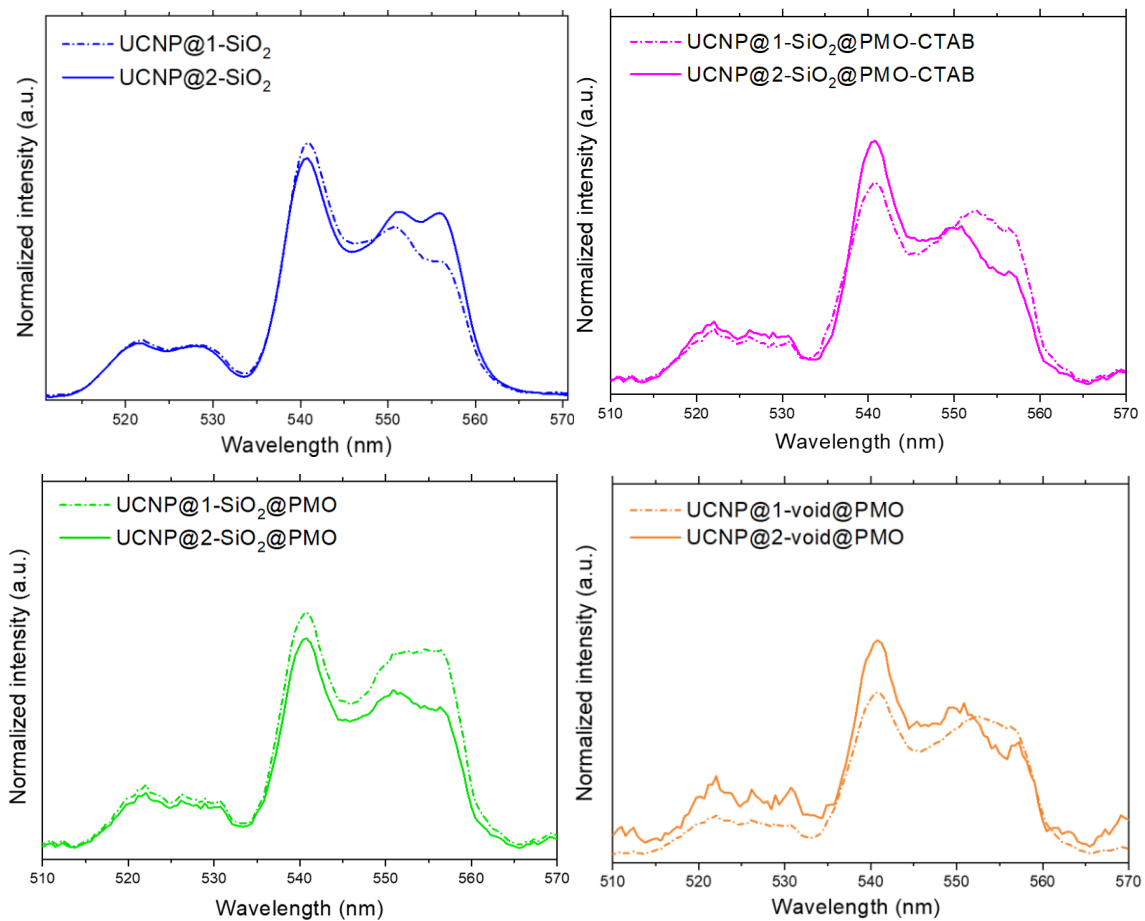 UCNP@1-SiO₂
UCNP@2-SiO₂
Normalized intensity (a.u.)
520 530 540 550 560 570
Wavelength (nm)
UCNP@1-SiO₂@PMO-CTAB
UCNP@2-SiO₂@PMO-CTAB
Normalized intensity (a.u.)
510 520 530 540 550 560 570
Wavelength (nm)
UCNP@1-SiO₂@PMO
UCNP@2-SiO₂@PMO
Normalized intensity (a.u.)
510 520 530 540 550 560 570
Wavelength (nm)
UCNP@1-void@PMO
UCNP@2-void@PMO
Normalized intensity (a.u.)
510 520 530 540 550 560 570
Wavelength (nm)